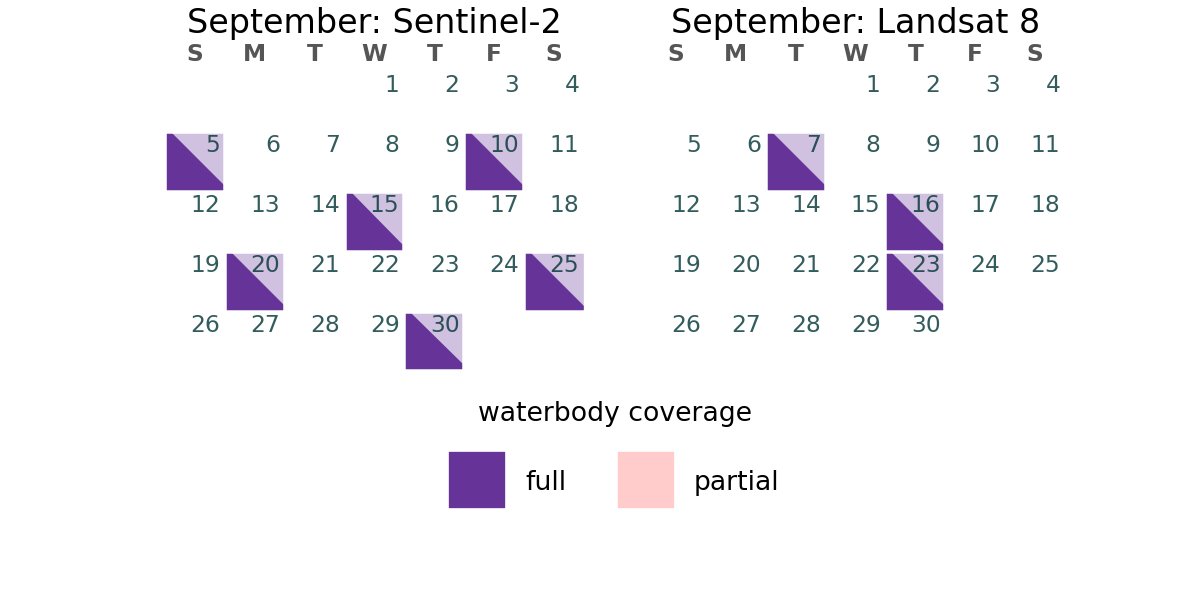 September: Sentinel-2
S M T W T F S
1 2 3 4
5 6 7 8 9 10 11
12 13 14 15 16 17 18
19 20 21 22 23 24 25
26 27 28 29 30
September: Landsat 8
S M T W T F S
1 2 3 4
5 6 7 8 9 10 11
12 13 14 15 16 17 18
19 20 21 22 23 24 25
26 27 28 29 30
waterbody coverage
full partial